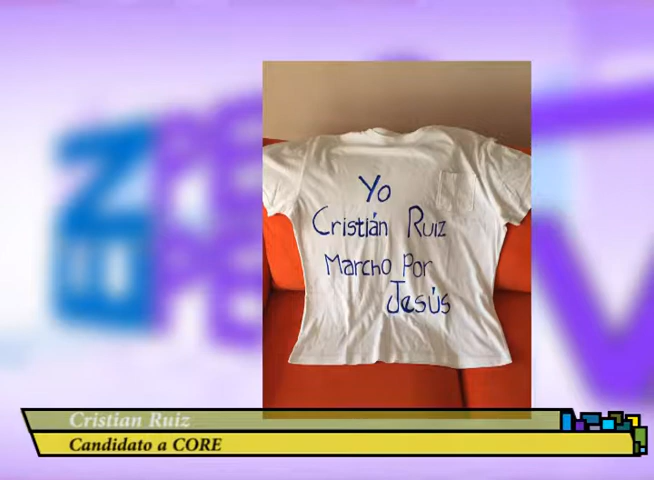 Yo
Cristián Ruiz
Marcho Por
Jesús
Cristian Ruiz
Candidato a CORE